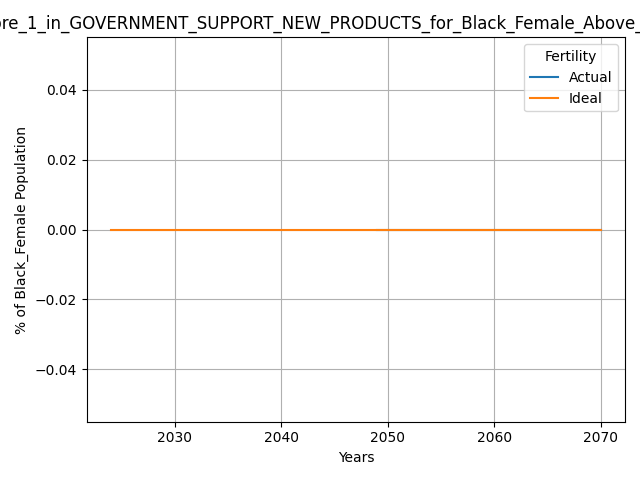 ore_1_in_GOVERNMENT_SUPPORT_NEW_PRODUCTS_for_Black_Female_Above_
Fertility
Actual
Ideal
0.04
0.02
0.00
−0.02
−0.04
% of Black_Female Population
2030 2040 2050 2060 2070
Years